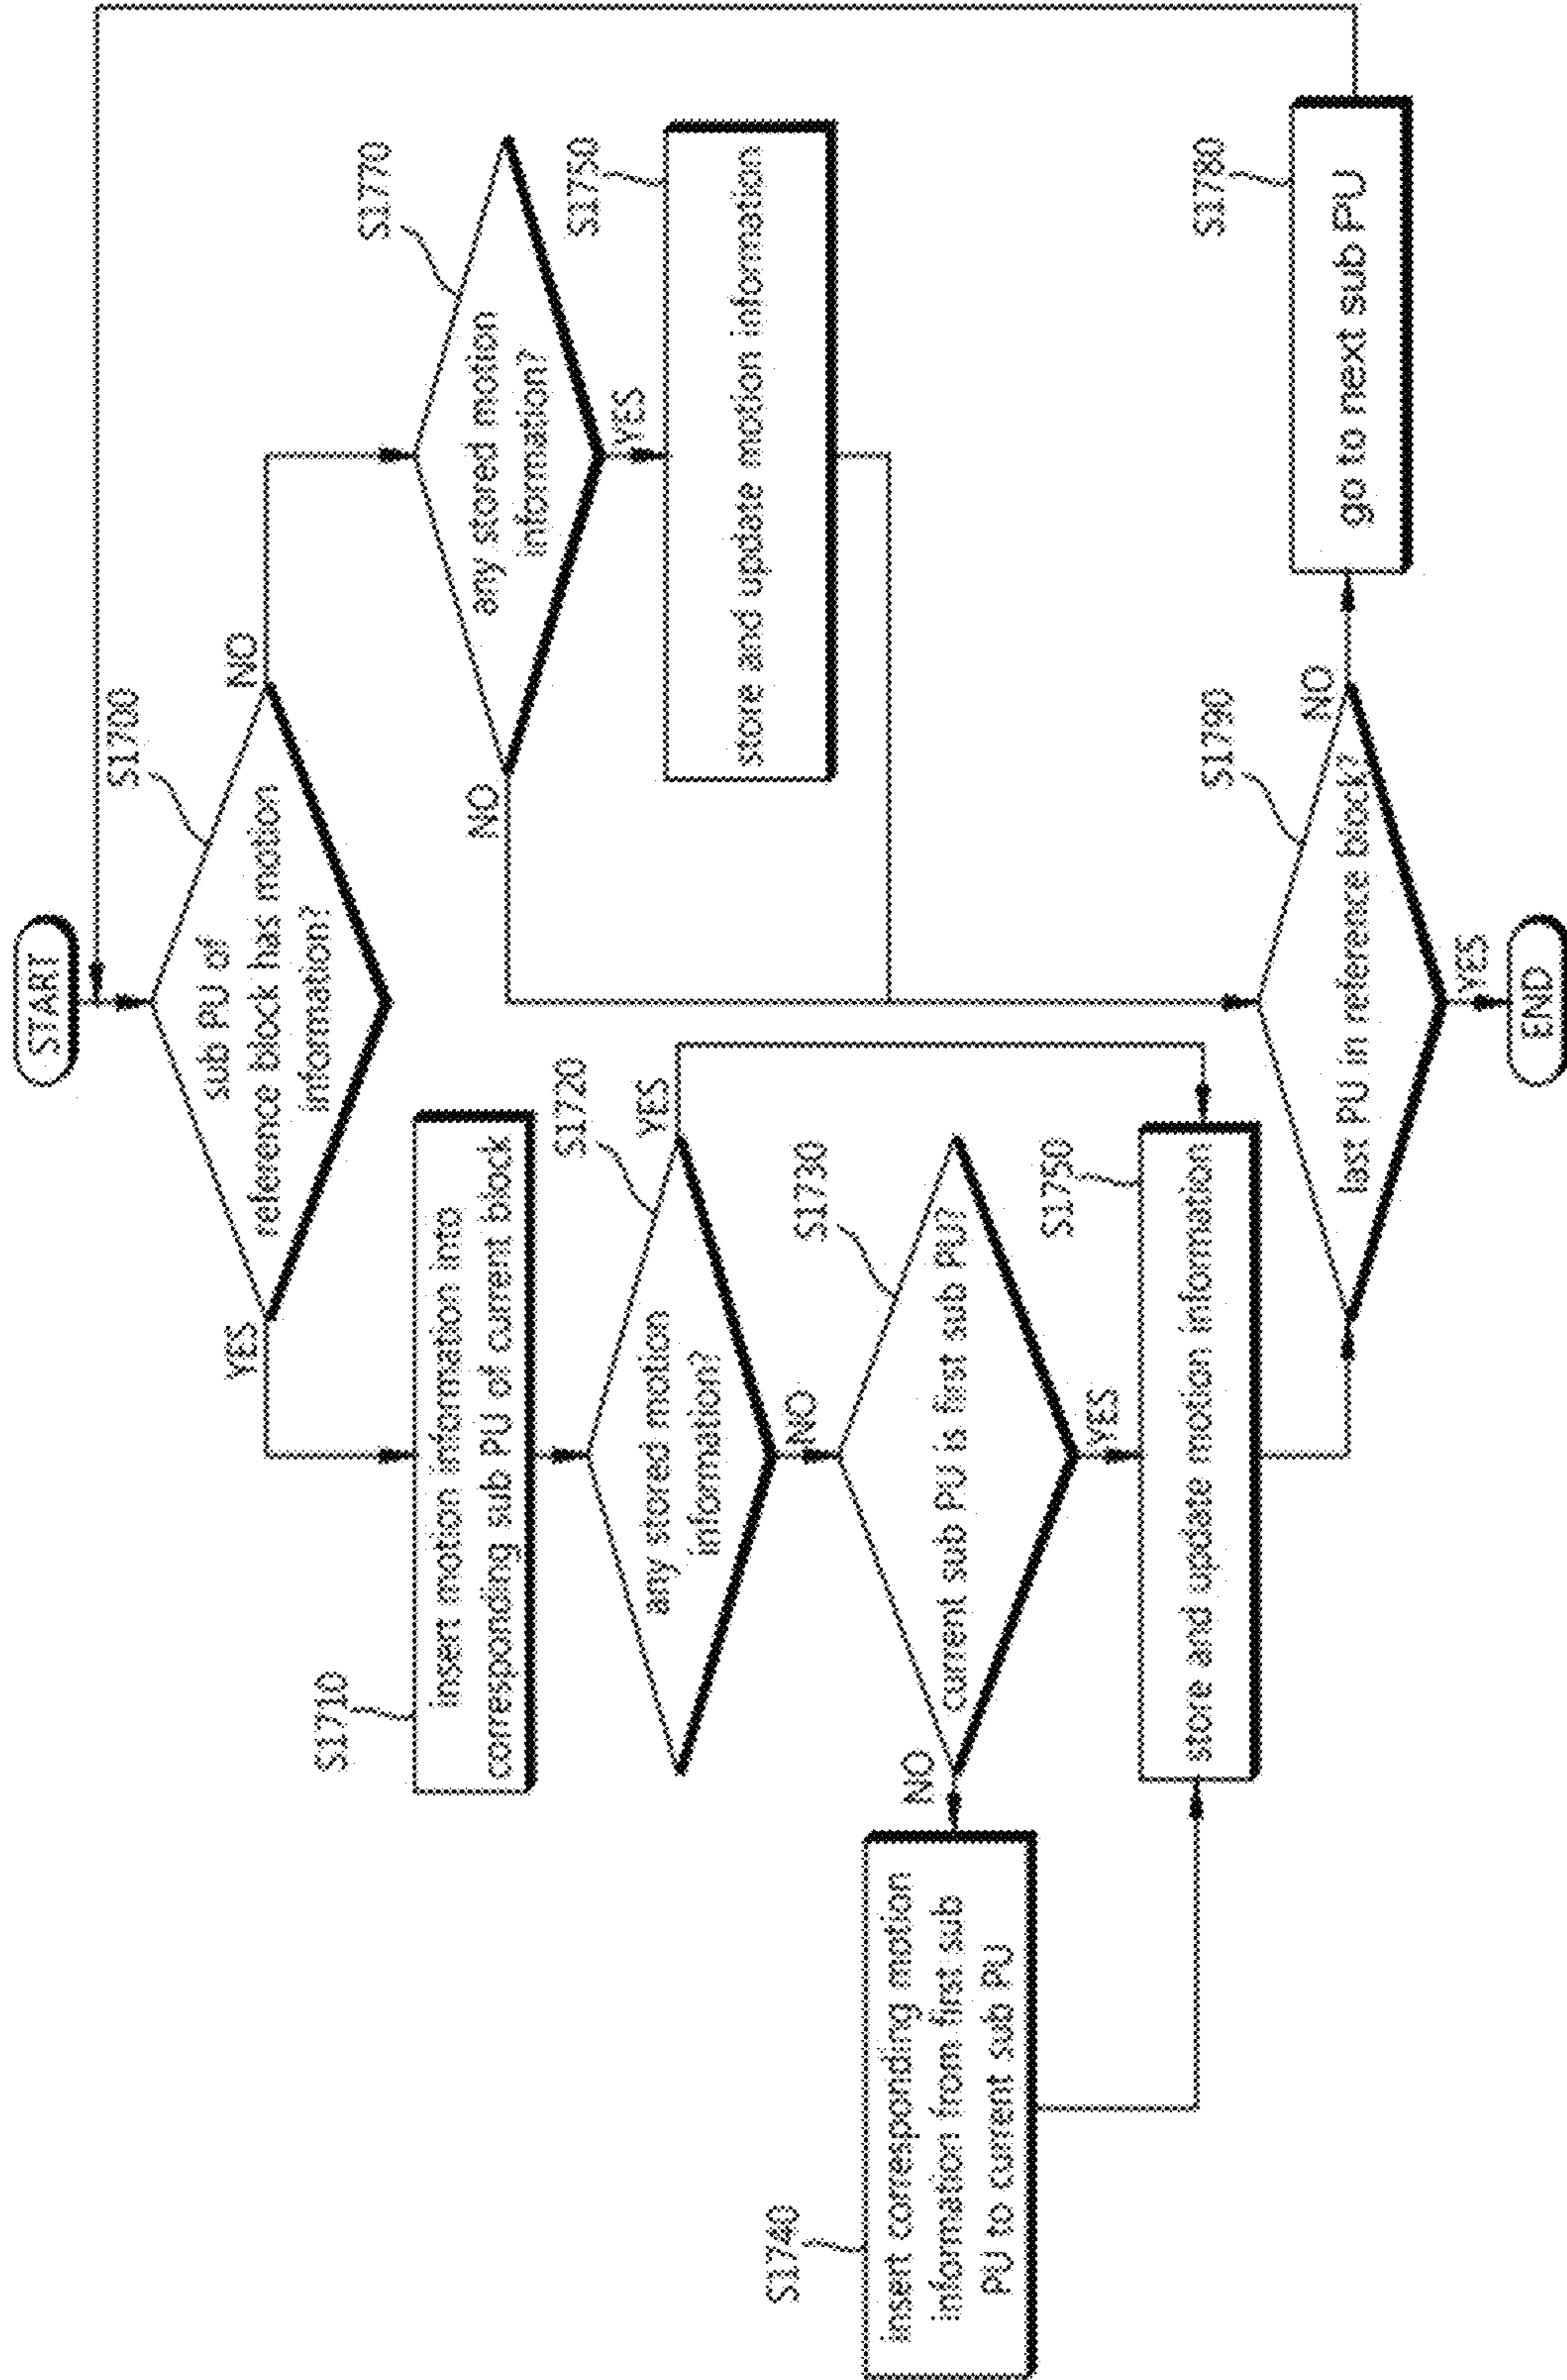 START
S1700
sub PU of
reference block has motion
information?
YES
NO
S1710
insert motion information into
corresponding sub PU of current block
S1770
any stored motion
information?
NO
YES
S1720
any stored motion
information?
YES
NO
S1750
store and update motion information
S1730
current sub PU is first sub PU?
NO
YES
S1740
insert corresponding motion
information from first sub
PU to current sub PU
S1750
store and update motion information
S1790
last PU in reference block?
NO
YES
S1780
go to next sub PU
END